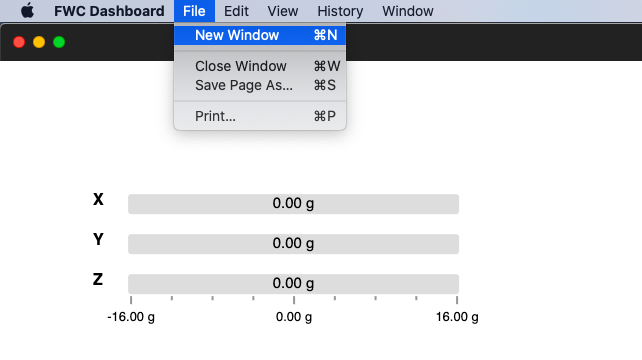 FWC Dashboard File Edit View History Window
New Window ⌘N
Close Window ⌘W
Save Page As... ⌘S
Print... ⌘P
X 0.00 g
Y 0.00 g
Z 0.00 g
-16.00 g 0.00 g 16.00 g